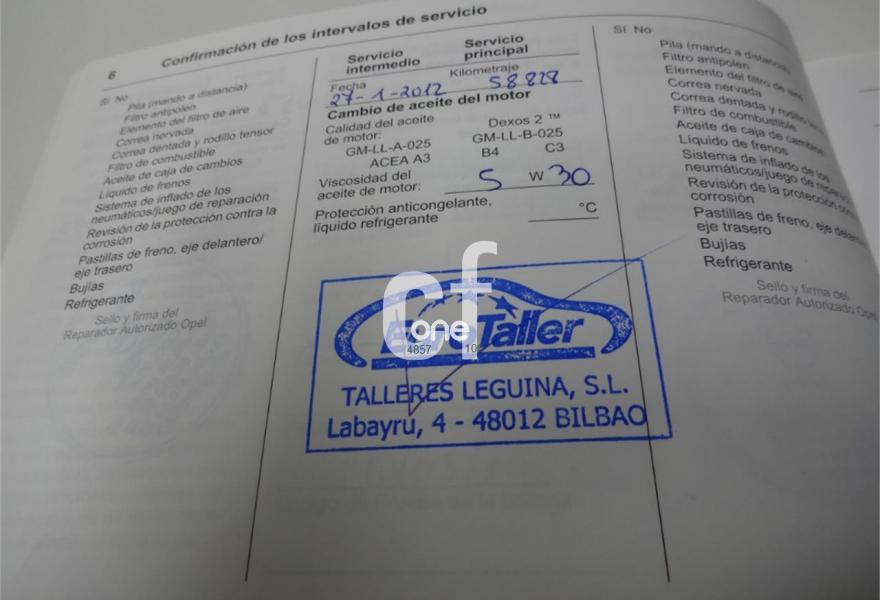 6
Confirmación de los intervalos de servicio
Sí No
Pila (mando a distancia)
Filtro antipolen
Elemento del filtro de aire
Correa nervada
Correa dentada y rodillo tensor
Filtro de combustible
Aceite de caja de cambios
Líquido de frenos
Sistema de inflado de los
neumáticos/juego de reparación
Revisión de la protección contra la
corrosión
Pastillas de freno, eje delantero/
eje trasero
Bujías
Refrigerante
Sello y firma del
Reparador Autorizado Opel
Servicio
intermedio
Servicio
principal
Fecha
Kilometraje
27-1-2012
58828
Cambio de aceite del motor
Calidad del aceite
de motor:
Dexos 2 ™
GM-LL-A-025
GM-LL-B-025
ACEA A3
B4
C3
Viscosidad del
aceite de motor:
5 W 30
Protección anticongelante,
líquido refrigerante
°C
cf
one
4857
Taller
TALLERES LEGUINA, S.L.
Labayru, 4 - 48012 BILBAO
Sí No
Pila (mando a distancia)
Filtro antipolen
Elemento del filtro de aire
Correa nervada
Correa dentada y rodillo
Filtro de combustible
Aceite de caja de cambios
Líquido de frenos
Sistema de inflado de los
neumáticos/juego de
Revisión de la protección
corrosión
Pastillas de freno, eje
eje trasero
Bujías
Refrigerante
Sello y firma del
Reparador Autorizado Opel